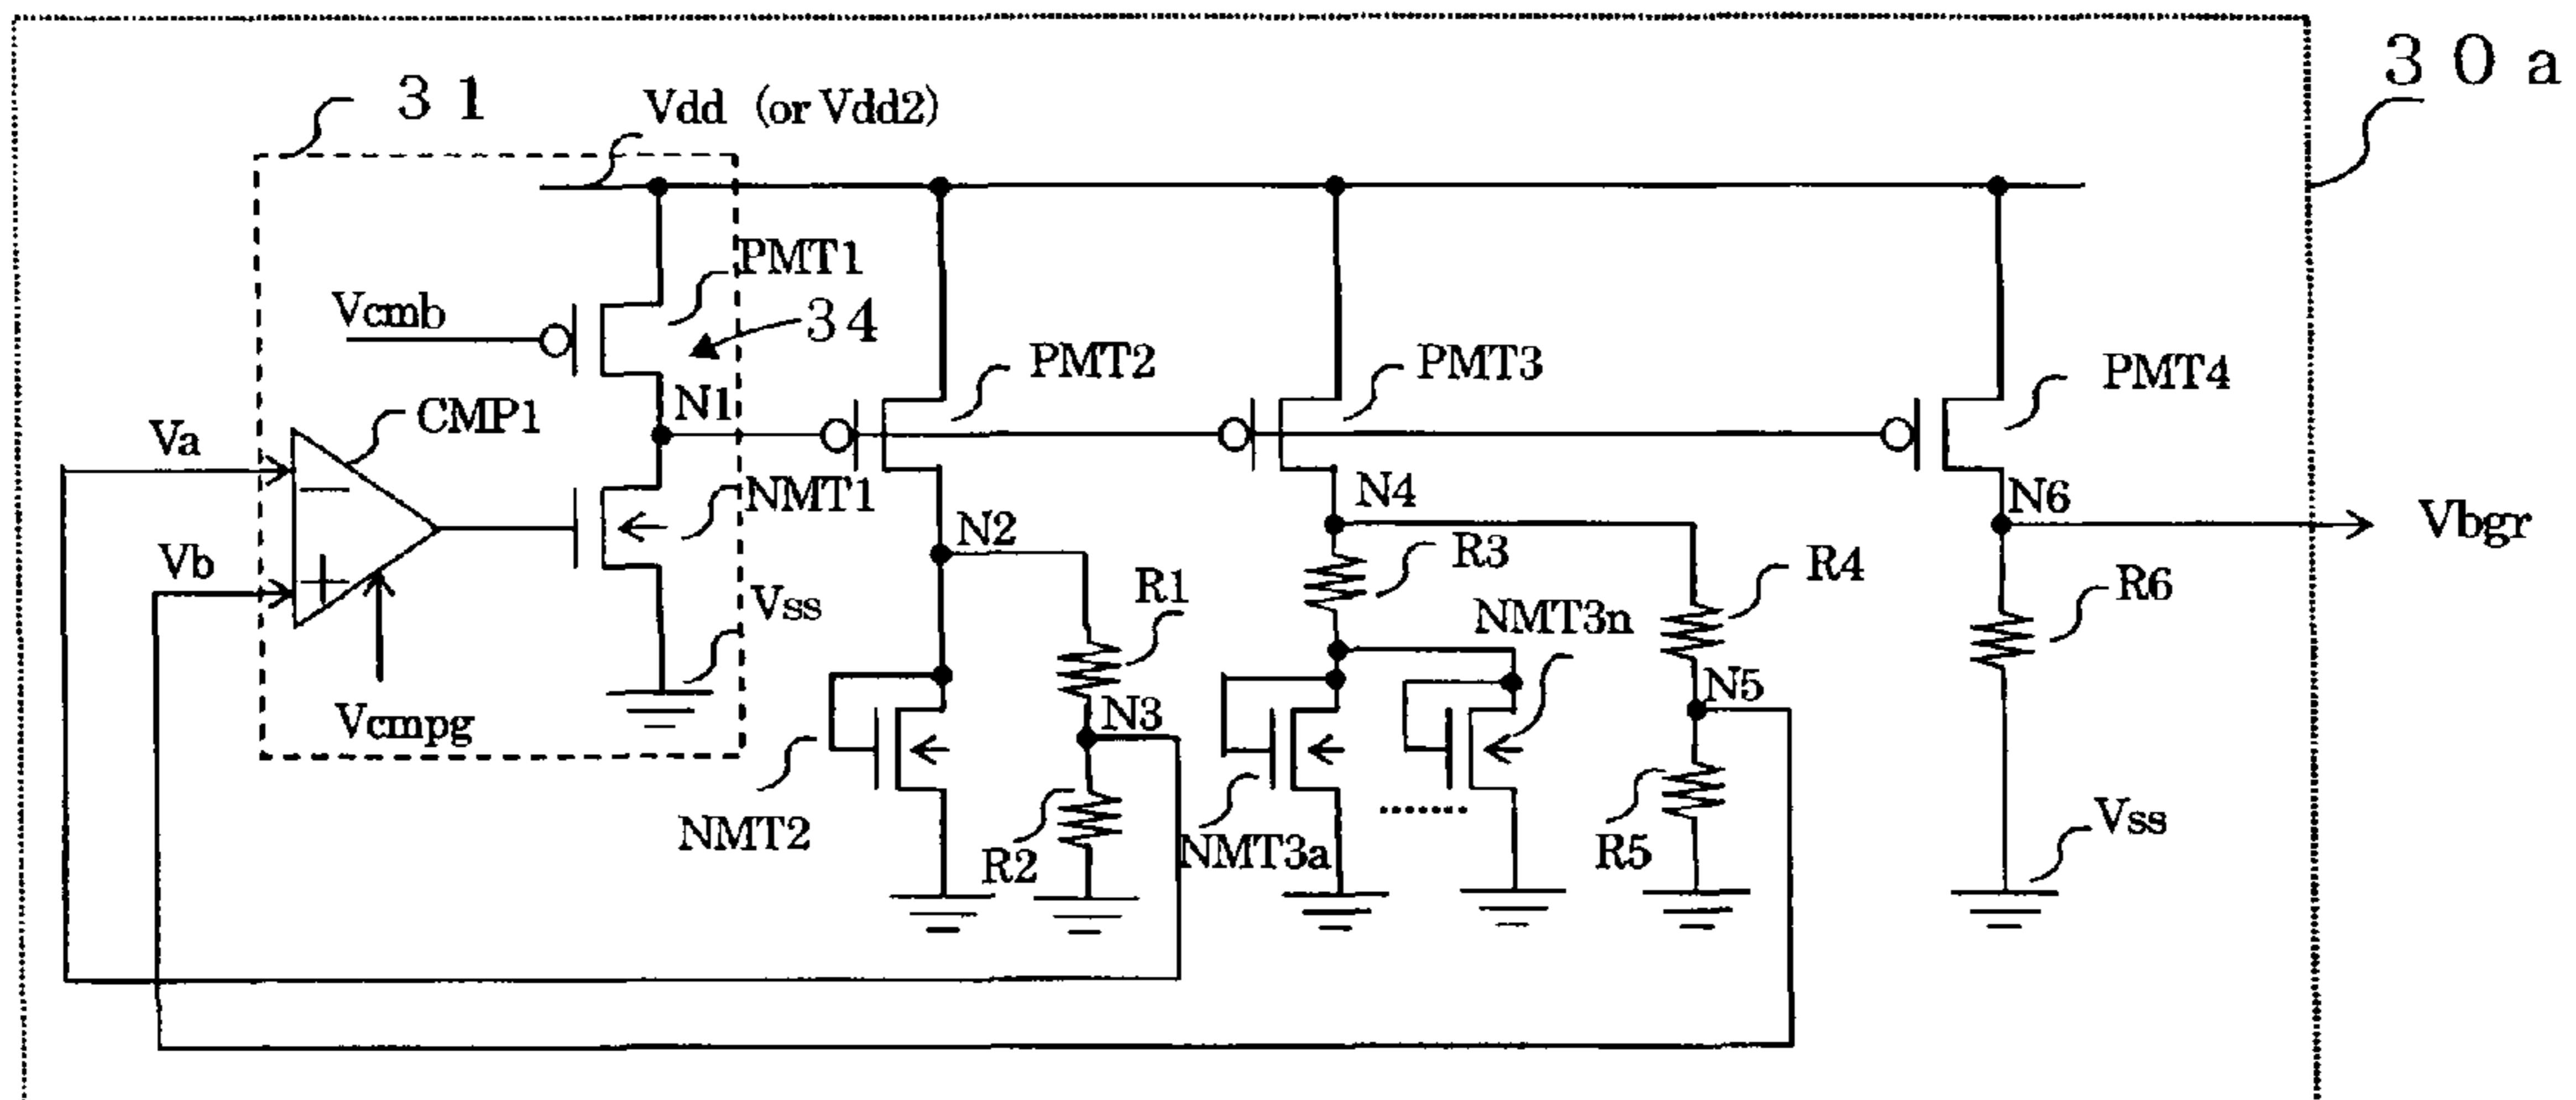 30a
31
Vdd (or Vdd2)
PMT1
Vcmb
34
PMT2
PMT3
PMT4
N1
CMP1
Va
−
NMT1
N4
N6
Vbgr
N2
R3
R4
Vb
+
Vss
R1
NMT3n
R6
Vcmpg
N3
N5
NMT2
R2
NMT3a
R5
Vss